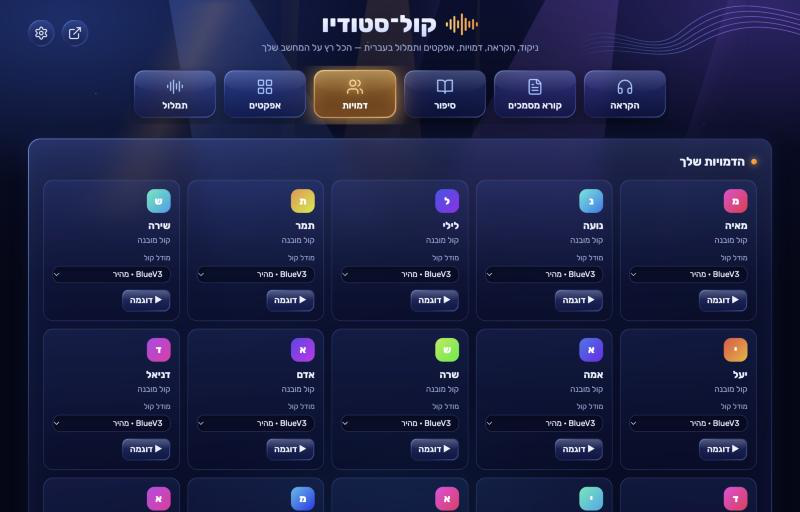 קול־סטודיו
ניקוד, הקראה, דמויות, אפקטים ותמלול בעברית — הכל רץ על המחשב שלך
הקראה
קורא מסמכים
סיפור
דמויות
אפקטים
תמלול
הדמויות שלך
מ
מאיה
קול מובנה
מודל קול
BlueV3 • מהיר
▶ דוגמה
נ
נועה
קול מובנה
מודל קול
BlueV3 • מהיר
▶ דוגמה
ל
לילי
קול מובנה
מודל קול
BlueV3 • מהיר
▶ דוגמה
ת
תמר
קול מובנה
מודל קול
BlueV3 • מהיר
▶ דוגמה
ש
שירה
קול מובנה
מודל קול
BlueV3 • מהיר
▶ דוגמה
י
יעל
קול מובנה
מודל קול
BlueV3 • מהיר
▶ דוגמה
א
אמה
קול מובנה
מודל קול
BlueV3 • מהיר
▶ דוגמה
ש
שרה
קול מובנה
מודל קול
BlueV3 • מהיר
▶ דוגמה
א
אדם
קול מובנה
מודל קול
BlueV3 • מהיר
▶ דוגמה
ד
דניאל
קול מובנה
מודל קול
BlueV3 • מהיר
▶ דוגמה
ד
י
א
מ
א